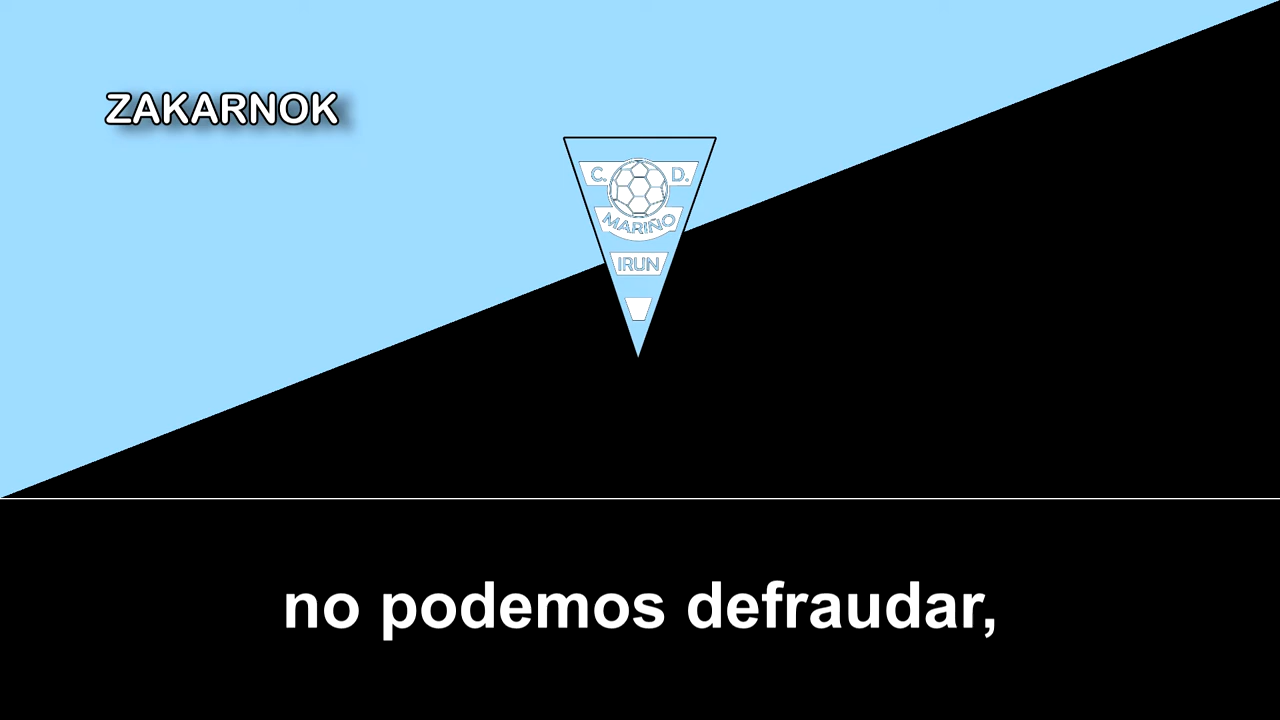 ZAKARNOK
C. D.
MARIÑO
IRUN
no podemos defraudar,